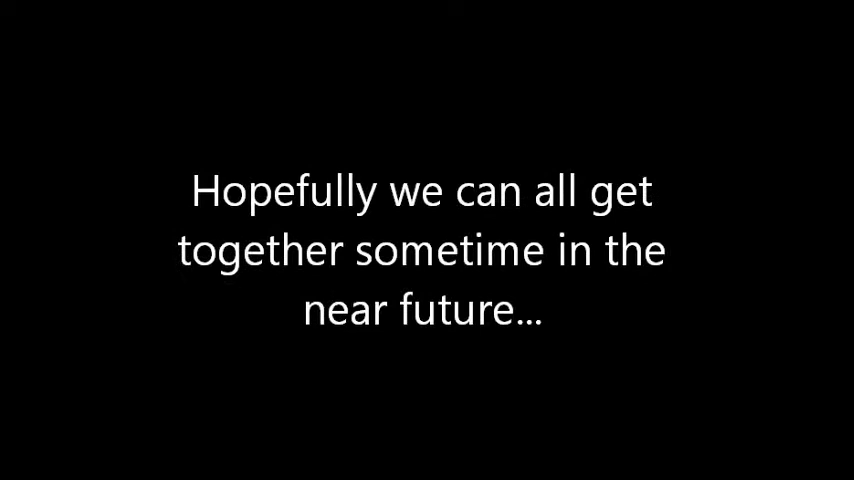 Hopefully we can all get
together sometime in the
near future...